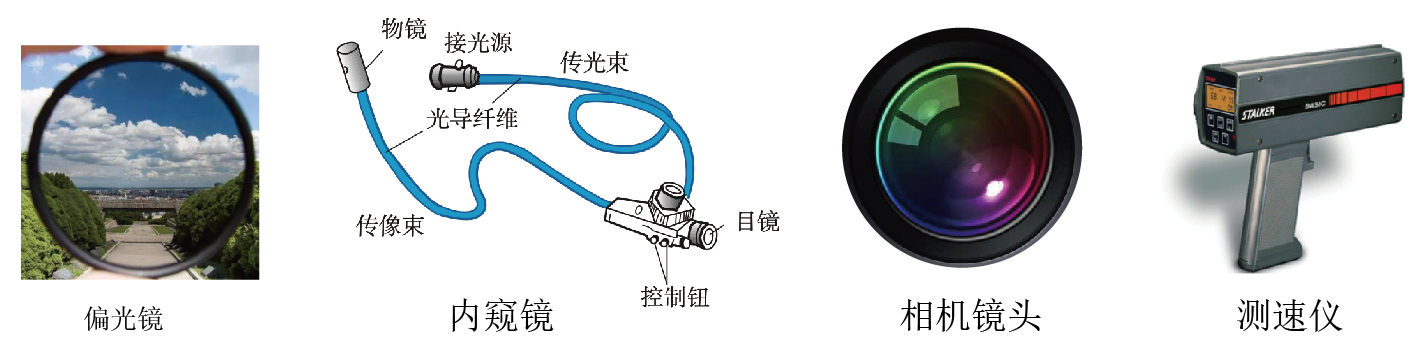 物镜
接光源
传光束
光导纤维
传像束
目镜
控制钮
STALKER
BASIC
偏光镜
内窥镜
相机镜头
测速仪